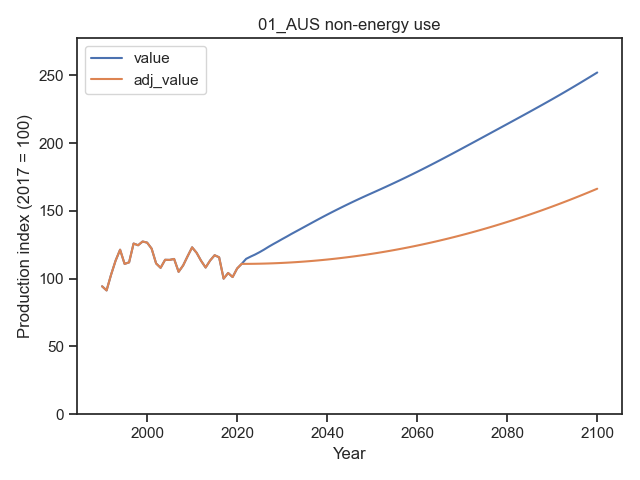 01_AUS non-energy use
value
adj_value
Production index (2017 = 100)
250
200
150
100
50
0
2000 2020 2040 2060 2080 2100
Year